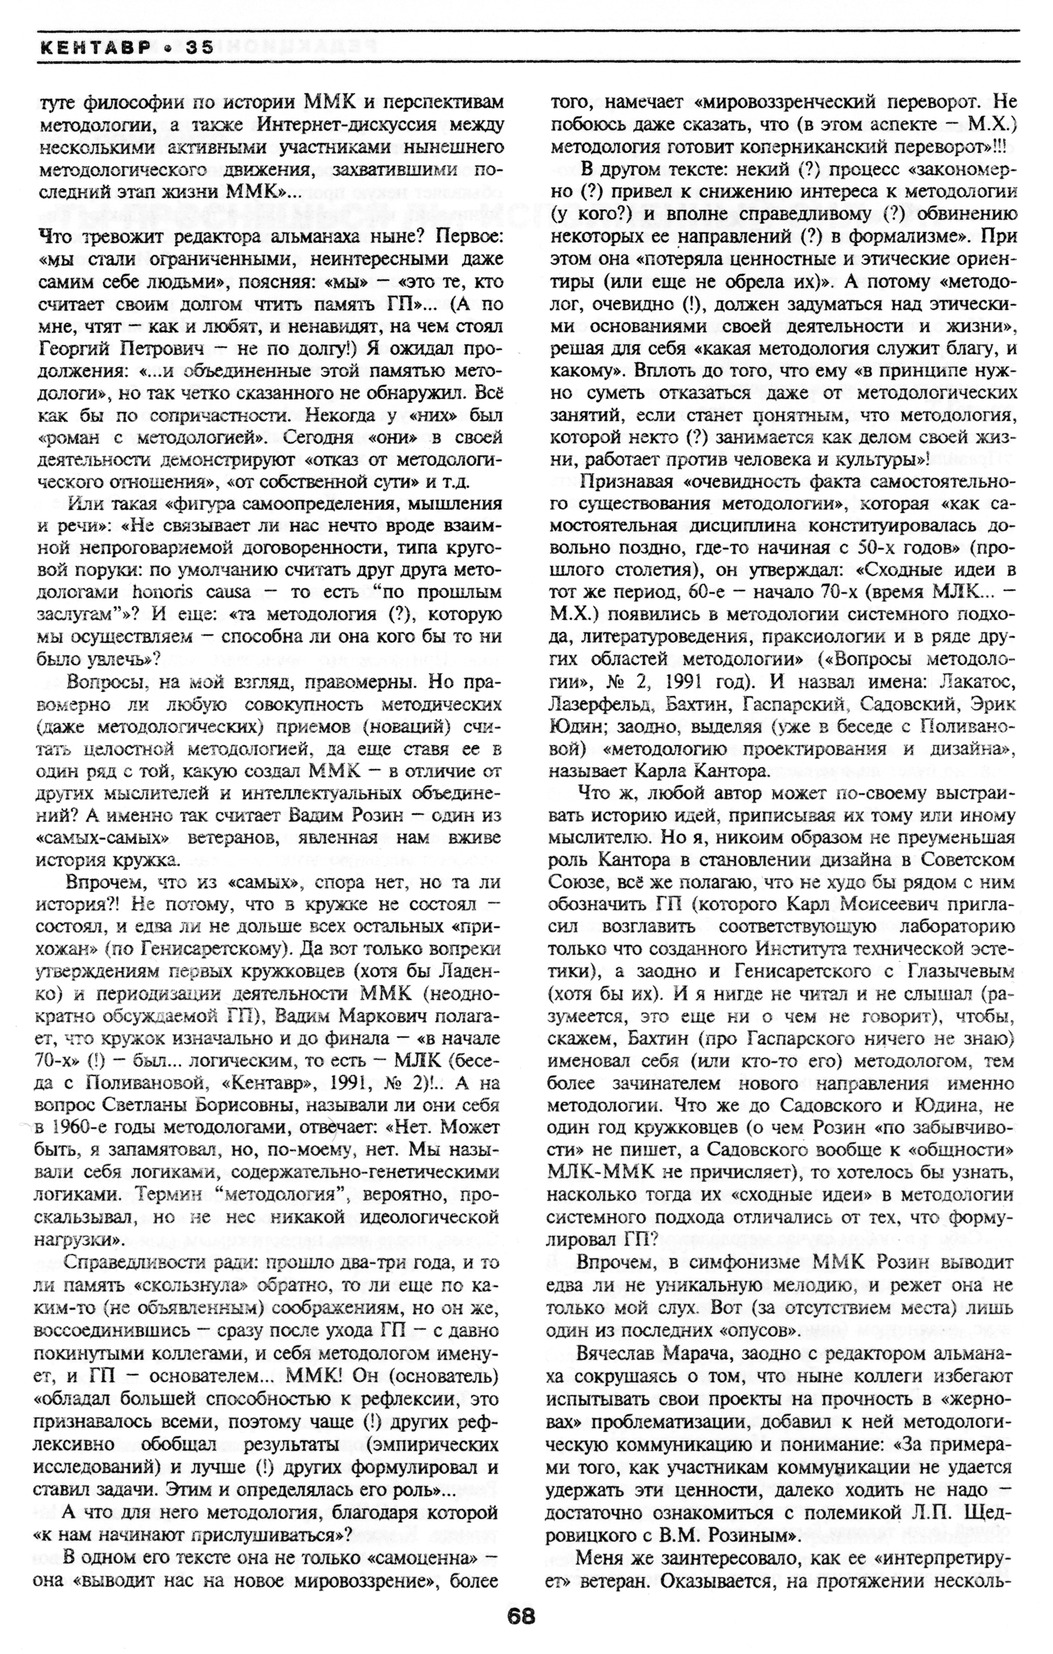 КЕНТАВР • 35
туте философии по истории ММК и перспективам
методологии, а также Интернет-дискуссия между
несколькими активными участниками нынешнего
методологического движения, захватившими по-
следний этап жизни ММК»...
Что тревожит редактора альманаха ныне? Первое:
«мы стали ограниченными, неинтересными даже
самим себе людьми», поясняя: «мы» — «это те, кто
считает своим долгом чтить память ГП»... (А по
мне, чтят — как и любят, и ненавидят, на чем стоял
Георгий Петрович — не по долгу!) Я ожидал про-
должения: «...и объединенные этой памятью мето-
дологи», но так четко сказанного не обнаружил. Всё
как бы по сопричастности. Некогда у «них» был
«роман с методологией». Сегодня «они» в своей
деятельности демонстрируют «отказ от методологи-
ческого отношения», «от собственной сути» и т.д.
Или такая «фигура самоопределения, мышления
и речи»: «Не связывает ли нас нечто вроде взаим-
ной непроговариемой договоренности, типа круго-
вой поруки: по умолчанию считать друг друга мето-
дологами honoris causa — то есть “по прошлым
заслугам”»? И еще: «та методология (?), которую
мы осуществляем — способна ли она кого бы то ни
было увлечь»?
Вопросы, на мой взгляд, правомерны. Но пра-
вомерно ли любую совокупность методических
(даже методологических) приемов (новаций) счи-
тать целостной методологией, да еще ставя ее в
один ряд с той, какую создал ММК — в отличие от
других мыслителей и интеллектуальных объедине-
ний? А именно так считает Вадим Розин — один из
«самых-самых» ветеранов, явленная нам вживе
история кружка.
Впрочем, что из «самых», спора нет, но та ли
история?! Не потому, что в кружке не состоял —
состоял, и едва ли не дольше всех остальных «при-
хожан» (по Генисаретскому). Да вот только вопреки
утверждениям первых кружковцев (хотя бы Ладен-
ко) и периодизации деятельности ММК (неодно-
кратно обсуждаемой ГП), Вадим Маркович полага-
ет, что кружок изначально и до финала — «в начале
70-х» (!) — был... логическим, то есть — МЛК (бесе-
да с Поливановой, «Кентавр», 1991, № 2)!.. А на
вопрос Светланы Борисовны, называли ли они себя
в 1960-е годы методологами, отвечает: «Нет. Может
быть, я запамятовал, но, по-моему, нет. Мы назы-
вали себя логиками, содержательно-генетическими
логиками. Термин “методология”, вероятно, про-
скальзывал, но не нес никакой идеологической
нагрузки».
Справедливости ради: прошло два-три года, и то
ли память «скользнула» обратно, то ли еще по ка-
ким-то (не объявленным) соображениям, но он же,
воссоединившись — сразу после ухода ГП — с давно
покинутыми коллегами, и себя методологом имену-
ет, и ГП — основателем... ММК! Он (основатель)
«обладал большей способностью к рефлексии, это
признавалось всеми, поэтому чаще (!) других реф-
лексивно обобщал результаты (эмпирических
исследований) и лучше (!) других формулировал и
ставил задачи. Этим и определялась его роль»...
А что для него методология, благодаря которой
«к нам начинают прислушиваться»?
В одном его тексте она не только «самоценна» —
она «выводит нас на новое мировоззрение», более
того, намечает «мировоззренческий переворот. Не
побоюсь даже сказать, что (в этом аспекте — М.Х.)
методология готовит коперниканский переворот»!!!
В другом тексте: некий (?) процесс «закономер-
но (?) привел к снижению интереса к методологии
(у кого?) и вполне справедливому (?) обвинению
некоторых ее направлений (?) в формализме». При
этом она «потеряла ценностные и этические ориен-
тиры (или еще не обрела их)». А потому «методо-
лог, очевидно (!), должен задуматься над этически-
ми основаниями своей деятельности и жизни»,
решая для себя «какая методология служит благу, и
какому». Вплоть до того, что ему «в принципе нуж-
но суметь отказаться даже от методологических
занятий, если станет понятным, что методология,
которой некто (?) занимается как делом своей жиз-
ни, работает против человека и культуры»!
Признавая «очевидность факта самостоятельно-
го существования методологии», которая «как са-
мостоятельная дисциплина конституировалась до-
вольно поздно, где-то начиная с 50-х годов» (про-
шлого столетия), он утверждал: «Сходные идеи в
тот же период, 60-е — начало 70-х (время МЛК... —
М.Х.) появились в методологии системного подхо-
да, литературоведения, праксиологии и в ряде дру-
гих областей методологии» («Вопросы методоло-
гии», № 2, 1991 год). И назвал имена: Лакатос,
Лазерфельд, Бахтин, Гаспарский, Садовский, Эрик
Юдин; заодно, выделяя (уже в беседе с Поливано-
вой) «методологию проектирования и дизайна»,
называет Карла Кантора.
Что ж, любой автор может по-своему выстраи-
вать историю идей, приписывая их тому или иному
мыслителю. Но я, никоим образом не преуменьшая
роль Кантора в становлении дизайна в Советском
Союзе, всё же полагаю, что не худо бы рядом с ним
обозначить ГП (которого Карл Моисеевич пригла-
сил возглавить соответствующую лабораторию
только что созданного Института технической эсте-
тики), а заодно и Генисаретского с Глазычевым
(хотя бы их). И я нигде не читал и не слышал (ра-
зумеется, это еще ни о чем не говорит), чтобы,
скажем, Бахтин (про Гаспарского ничего не знаю)
именовал себя (или кто-то его) методологом, тем
более зачинателем нового направления именно
методологии. Что же до Садовского и Юдина, не
один год кружковцев (о чем Розин «по забывчиво-
сти» не пишет, а Садовского вообще к «общности»
МЛК-ММК не причисляет), то хотелось бы узнать,
насколько тогда их «сходные идеи» в методологии
системного подхода отличались от тех, что форму-
лировал ГП?
Впрочем, в симфонизме ММК Розин выводит
едва ли не уникальную мелодию, и режет она не
только мой слух. Вот (за отсутствием места) лишь
один из последних «опусов».
Вячеслав Марача, заодно с редактором альмана-
ха сокрушаясь о том, что ныне коллеги избегают
испытывать свои проекты на прочность в «жерно-
вах» проблематизации, добавил к ней методологи-
ческую коммуникацию и понимание: «За примера-
ми того, как участникам коммуникации не удается
удержать эти ценности, далеко ходить не надо —
достаточно ознакомиться с полемикой Л.П. Щед-
ровицкого с В.М. Розиным».
Меня же заинтересовало, как ее «интерпретиру-
ет» ветеран. Оказывается, на протяжении несколь-
68